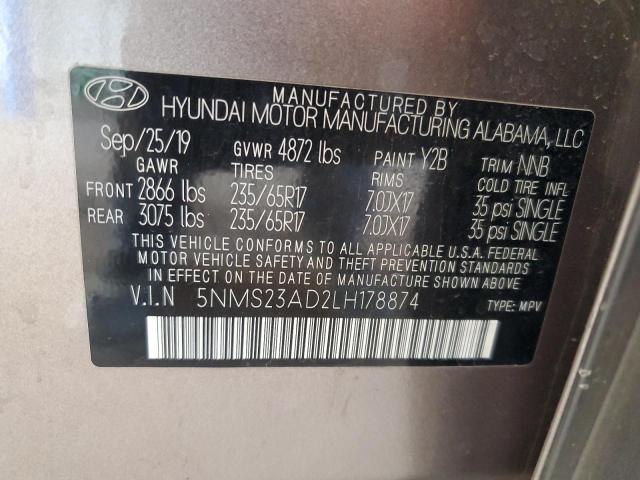 MANUFACTURED BY
HYUNDAI MOTOR MANUFACTURING ALABAMA, LLC
Sep/25/19 GVWR 4872 lbs PAINT Y2B TRIM NNB
GAWR TIRES RIMS COLD TIRE INFL
FRONT 2866 lbs 235/65R17 7.0JX17 35 psi SINGLE
REAR 3075 lbs 235/65R17 7.0JX17 35 psi SINGLE
THIS VEHICLE CONFORMS TO ALL APPLICABLE U.S.A. FEDERAL
MOTOR VEHICLE SAFETY AND THEFT PREVENTION STANDARDS
IN EFFECT ON THE DATE OF MANUFACTURE SHOWN ABOVE.
V.I.N 5NMS23AD2LH178874 TYPE: MPV